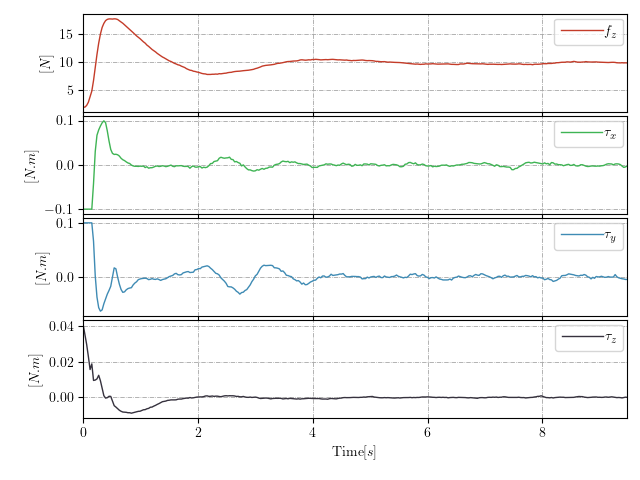 15
10
5
[N]
f_z
0.1
0.0
−0.1
[N.m]
τ_x
0.1
0.0
[N.m]
τ_y
0.04
0.02
0.00
[N.m]
τ_z
0 2 4 6 8
Time[s]